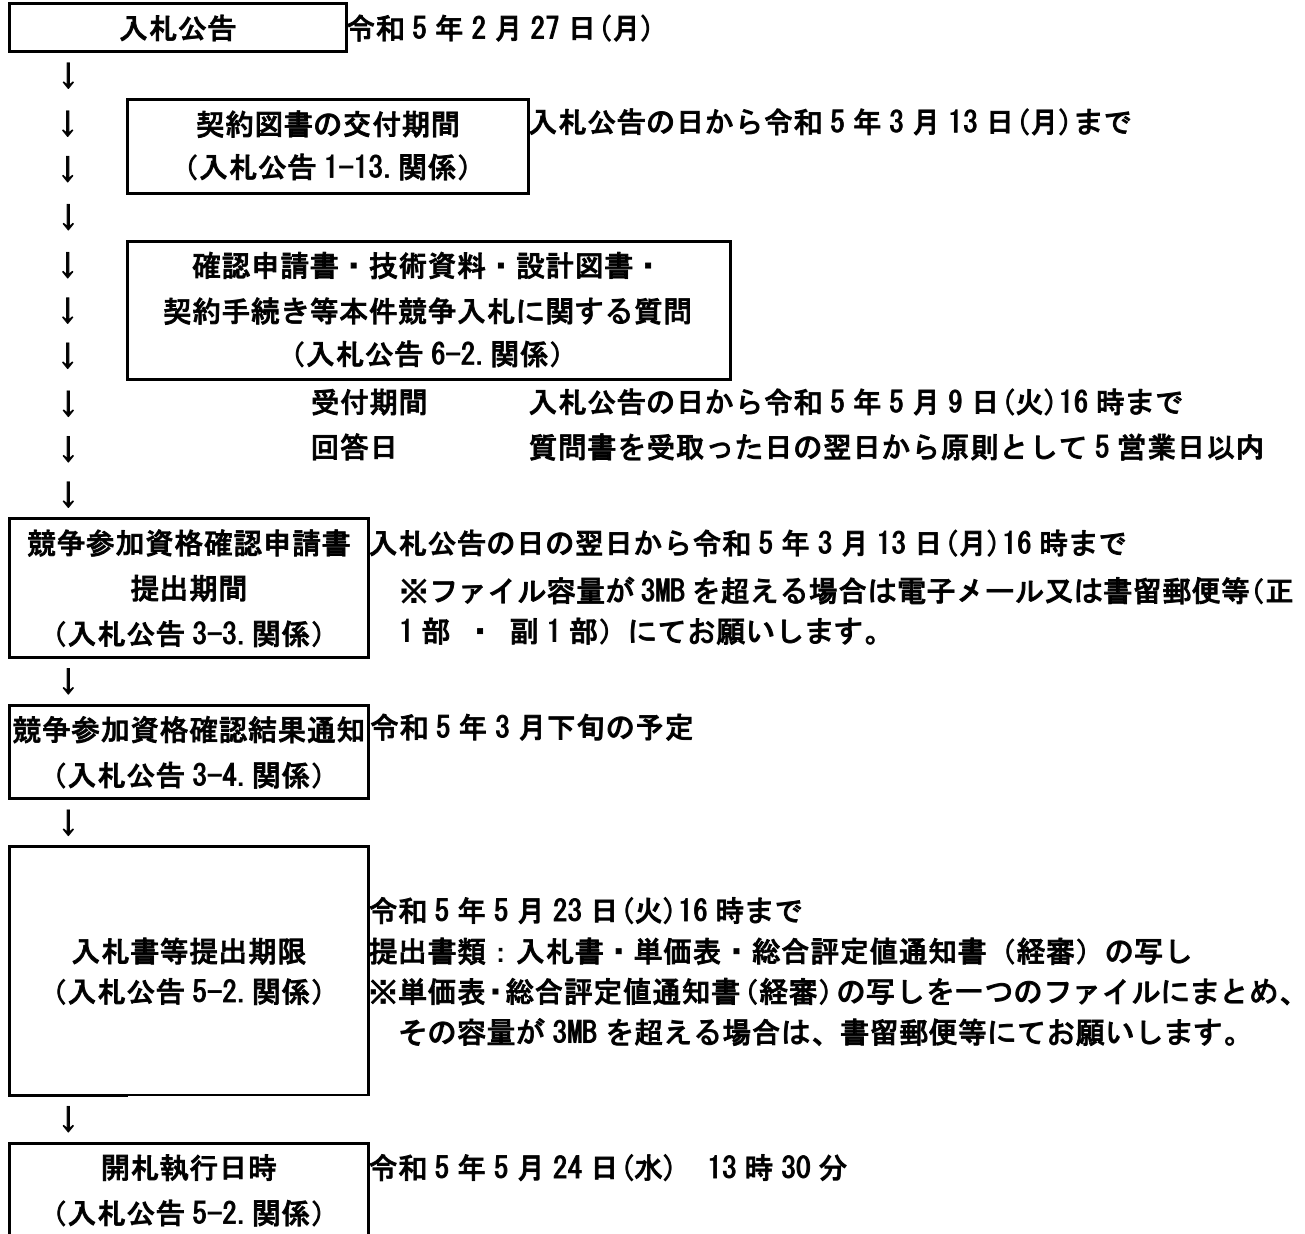 入札公告 令和5年2月27日(月)
↓
↓ 契約図書の交付期間 入札公告の日から令和5年3月13日(月)まで
↓ (入札公告1-13.関係)
↓
↓ 確認申請書・技術資料・設計図書・
↓ 契約手続き等本件競争入札に関する質問
↓ (入札公告6-2.関係)
↓ 受付期間 入札公告の日から令和5年5月9日(火)16時まで
↓ 回答日 質問書を受取った日の翌日から原則として5営業日以内
↓
競争参加資格確認申請書 入札公告の日の翌日から令和5年3月13日(月)16時まで
提出期間 ※ファイル容量が3MBを超える場合は電子メール又は書留郵便等(正
(入札公告3-3.関係) 1部 ・ 副1部)にてお願いします。
↓
競争参加資格確認結果通知 令和5年3月下旬の予定
(入札公告3-4.関係)
↓
令和5年5月23日(火)16時まで
入札書等提出期限 提出書類:入札書・単価表・総合評定値通知書(経審)の写し
(入札公告5-2.関係) ※単価表・総合評定値通知書(経審)の写しを一つのファイルにまとめ、
その容量が3MBを超える場合は、書留郵便等にてお願いします。
↓
開札執行日時 令和5年5月24日(水) 13時30分
(入札公告5-2.関係)